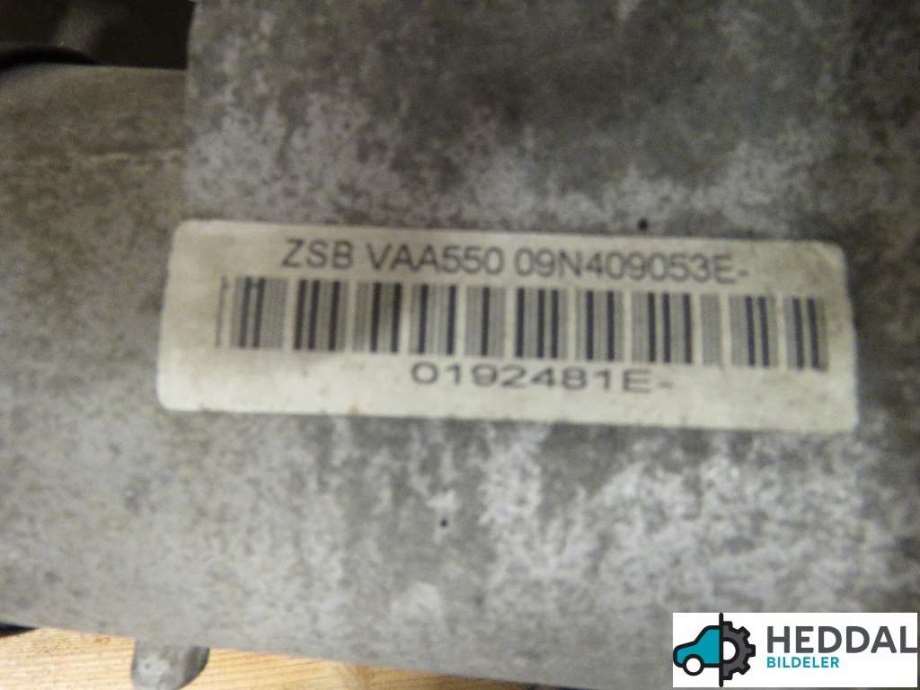 ZSB VAA550 09N409053E-
0192481E-
HEDDAL
BILDELER